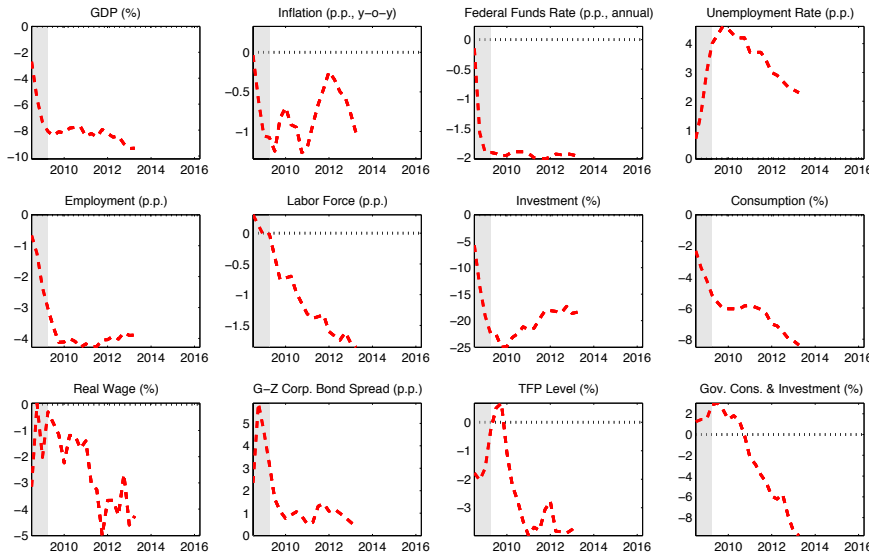 GDP (%)
0
−2
−4
−6
−8
−10
2010 2012 2014 2016
Inflation (p.p., y−o−y)
0
−0.5
−1
2010 2012 2014 2016
Federal Funds Rate (p.p., annual)
0
−0.5
−1
−1.5
−2
2010 2012 2014 2016
Unemployment Rate (p.p.)
4
3
2
1
0
2010 2012 2014 2016
Employment (p.p.)
0
−1
−2
−3
−4
2010 2012 2014 2016
Labor Force (p.p.)
0
−0.5
−1
−1.5
2010 2012 2014 2016
Investment (%)
0
−5
−10
−15
−20
−25
2010 2012 2014 2016
Consumption (%)
0
−2
−4
−6
−8
2010 2012 2014 2016
Real Wage (%)
0
−1
−2
−3
−4
−5
2010 2012 2014 2016
G−Z Corp. Bond Spread (p.p.)
5
4
3
2
1
0
2010 2012 2014 2016
TFP Level (%)
0
−1
−2
−3
2010 2012 2014 2016
Gov. Cons. & Investment (%)
2
0
−2
−4
−6
−8
2010 2012 2014 2016